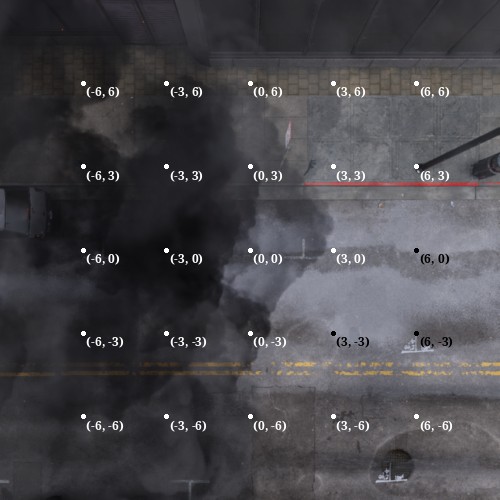 (-6, 6) (-3, 6) (0, 6) (3, 6) (6, 6)
(-6, 3) (-3, 3) (0, 3) (3, 3) (6, 3)
(-6, 0) (-3, 0) (0, 0) (3, 0) (6, 0)
(-6, -3) (-3, -3) (0, -3) (3, -3) (6, -3)
(-6, -6) (-3, -6) (0, -6) (3, -6) (6, -6)